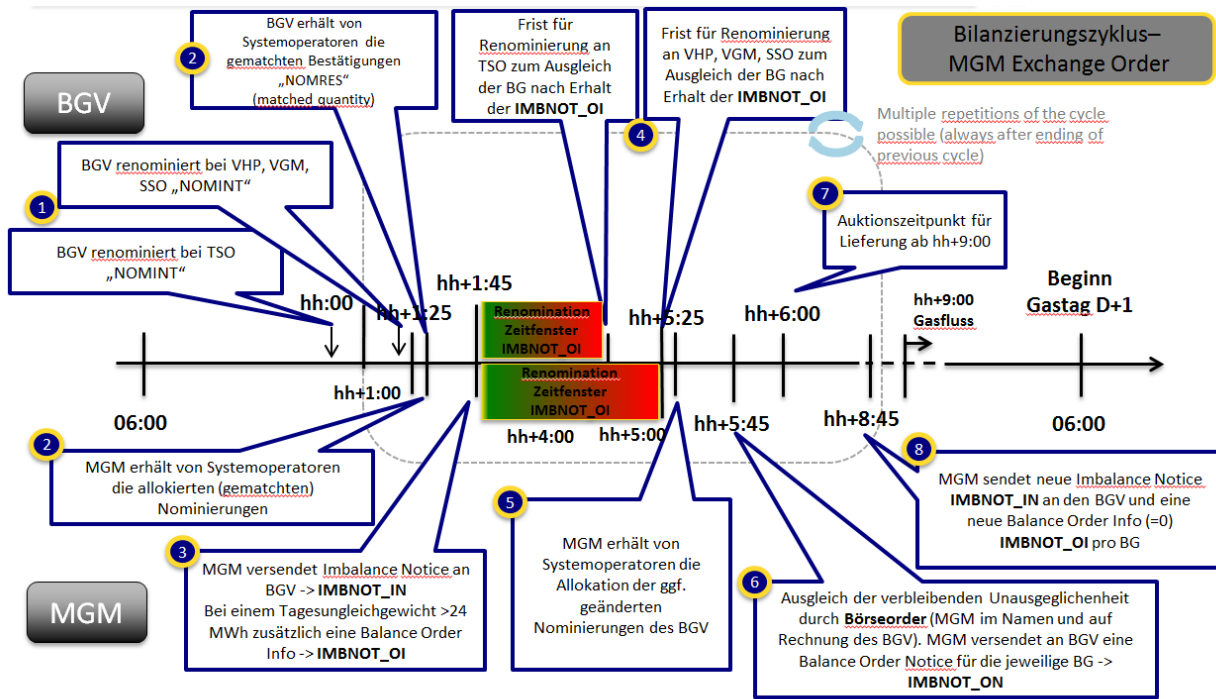 Bilanzierungszyklus–
MGM Exchange Order
BGV
2
BGV erhält von
Systemoperatoren die
gematchten Bestätigungen
„NOMRES“
(matched quantity)
Frist für
Renominierung an
TSO zum Ausgleich
der BG nach Erhalt
der IMBNOT_OI
4
Frist für Renominierung
an VHP, VGM, SSO zum
Ausgleich der BG nach
Erhalt der IMBNOT_OI
Multiple repetitions of the cycle
possible (always after ending of
previous cycle)
BGV renominiert bei VHP, VGM,
SSO „NOMINT“
1
BGV renominiert bei TSO
„NOMINT“
7
Auktionszeitpunkt für
Lieferung ab hh+9:00
hh:00
hh+1:25
hh+1:45
Renomination
Zeitfenster
IMBNOT_OI
hh+5:25
hh+6:00
hh+9:00
Gasfluss
Beginn
Gastag D+1
06:00
hh+1:00
Renomination
Zeitfenster
IMBNOT_OI
hh+4:00
hh+5:00
hh+5:45
hh+8:45
06:00
2
MGM erhält von Systemoperatoren
die allokierten (gematchten)
Nominierungen
3
MGM versendet Imbalance Notice an
BGV -> IMBNOT_IN
Bei einem Tagesungleichgewicht >24
MWh zusätzlich eine Balance Order
Info -> IMBNOT_OI
5
MGM erhält von
Systemoperatoren die
Allokation der ggf.
geänderten
Nominierungen des BGV
6
Ausgleich der verbleibenden Unausgeglichenheit
durch Börseorder (MGM im Namen und auf
Rechnung des BGV). MGM versendet an BGV eine
Balance Order Notice für die jeweilige BG ->
IMBNOT_ON
8
MGM sendet neue Imbalance Notice
IMBNOT_IN an den BGV und eine
neue Balance Order Info (=0)
IMBNOT_OI pro BG
MGM